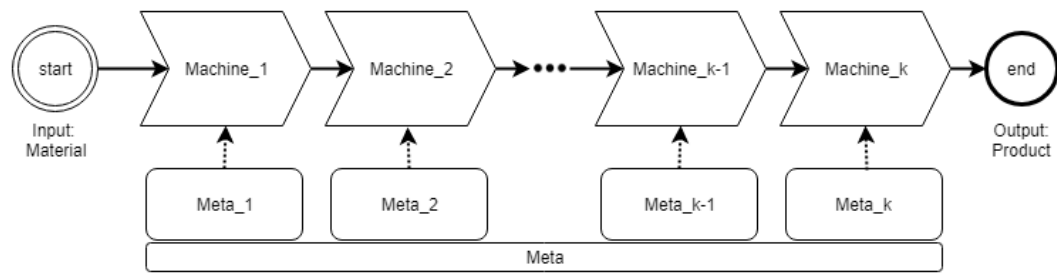 start
Machine_1
Machine_2
Machine_k-1
Machine_k
end
Input:
Material
Output:
Product
Meta_1
Meta_2
Meta_k-1
Meta_k
Meta